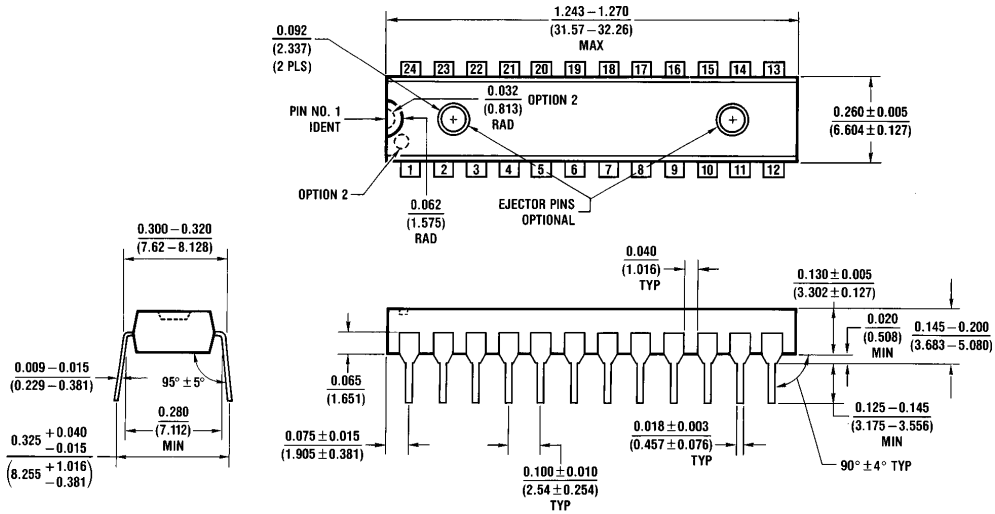 1.243–1.270
(31.57–32.26)
MAX
0.092
(2.337)
(2 PLS)
24 23 22 21 20 19 18 17 16 15 14 13
0.032
(0.813)
RAD
OPTION 2
PIN NO. 1
IDENT
0.260±0.005
(6.604±0.127)
1 2 3 4 5 6 7 8 9 10 11 12
OPTION 2
0.062
(1.575)
RAD
EJECTOR PINS
OPTIONAL
0.300–0.320
(7.62–8.128)
0.009–0.015
(0.229–0.381)
95° ±5°
0.280
(7.112)
MIN
0.325 +0.040
−0.015
(8.255 +1.016
−0.381)
0.040
(1.016)
TYP
0.130±0.005
(3.302±0.127)
0.020
(0.508)
MIN
0.145–0.200
(3.683–5.080)
0.065
(1.651)
0.125–0.145
(3.175–3.556)
MIN
0.075±0.015
(1.905±0.381)
0.018±0.003
(0.457±0.076)
TYP
0.100±0.010
(2.54±0.254)
TYP
90° ±4° TYP